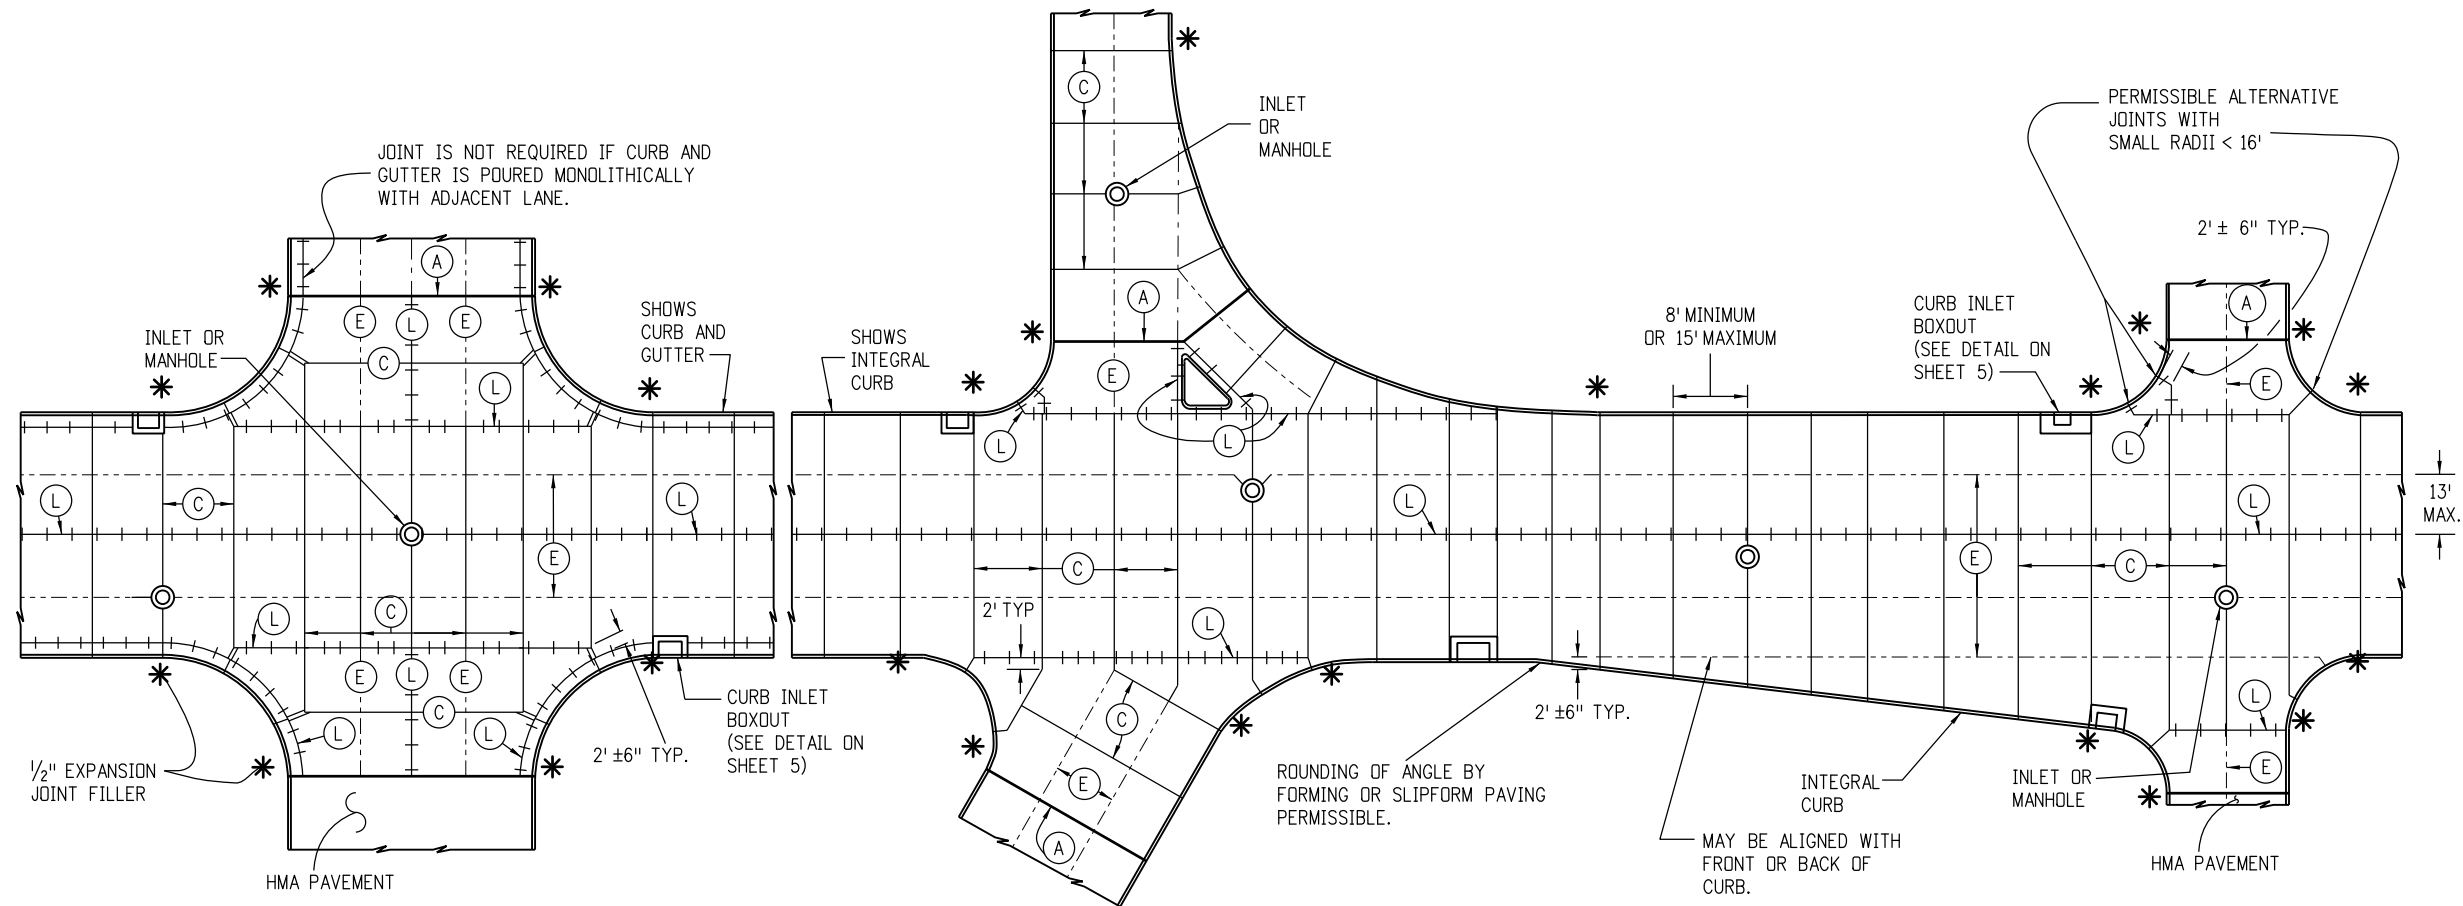 JOINT IS NOT REQUIRED IF CURB AND
GUTTER IS POURED MONOLITHICALLY
WITH ADJACENT LANE.
INLET OR
MANHOLE
SHOWS
CURB AND
GUTTER
A
E
L
E
C
L
L
C
L
E
L
C
E
L
E
C
L
L
1/2" EXPANSION
JOINT FILLER
HMA PAVEMENT
2' ±6" TYP.
CURB INLET
BOXOUT
(SEE DETAIL ON
SHEET 5)
SHOWS
INTEGRAL
CURB
C
INLET
OR
MANHOLE
A
E
L
L
L
C
2' TYP
L
C
E
A
8' MINIMUM
OR 15' MAXIMUM
2' ±6" TYP.
ROUNDING OF ANGLE BY
FORMING OR SLIPFORM PAVING
PERMISSIBLE.
MAY BE ALIGNED WITH
FRONT OR BACK OF
CURB.
INTEGRAL
CURB
PERMISSIBLE ALTERNATIVE
JOINTS WITH
SMALL RADII < 16'
2' ± 6" TYP.
CURB INLET
BOXOUT
(SEE DETAIL ON
SHEET 5)
A
E
L
L
13'
MAX.
E
C
L
E
INLET OR
MANHOLE
HMA PAVEMENT